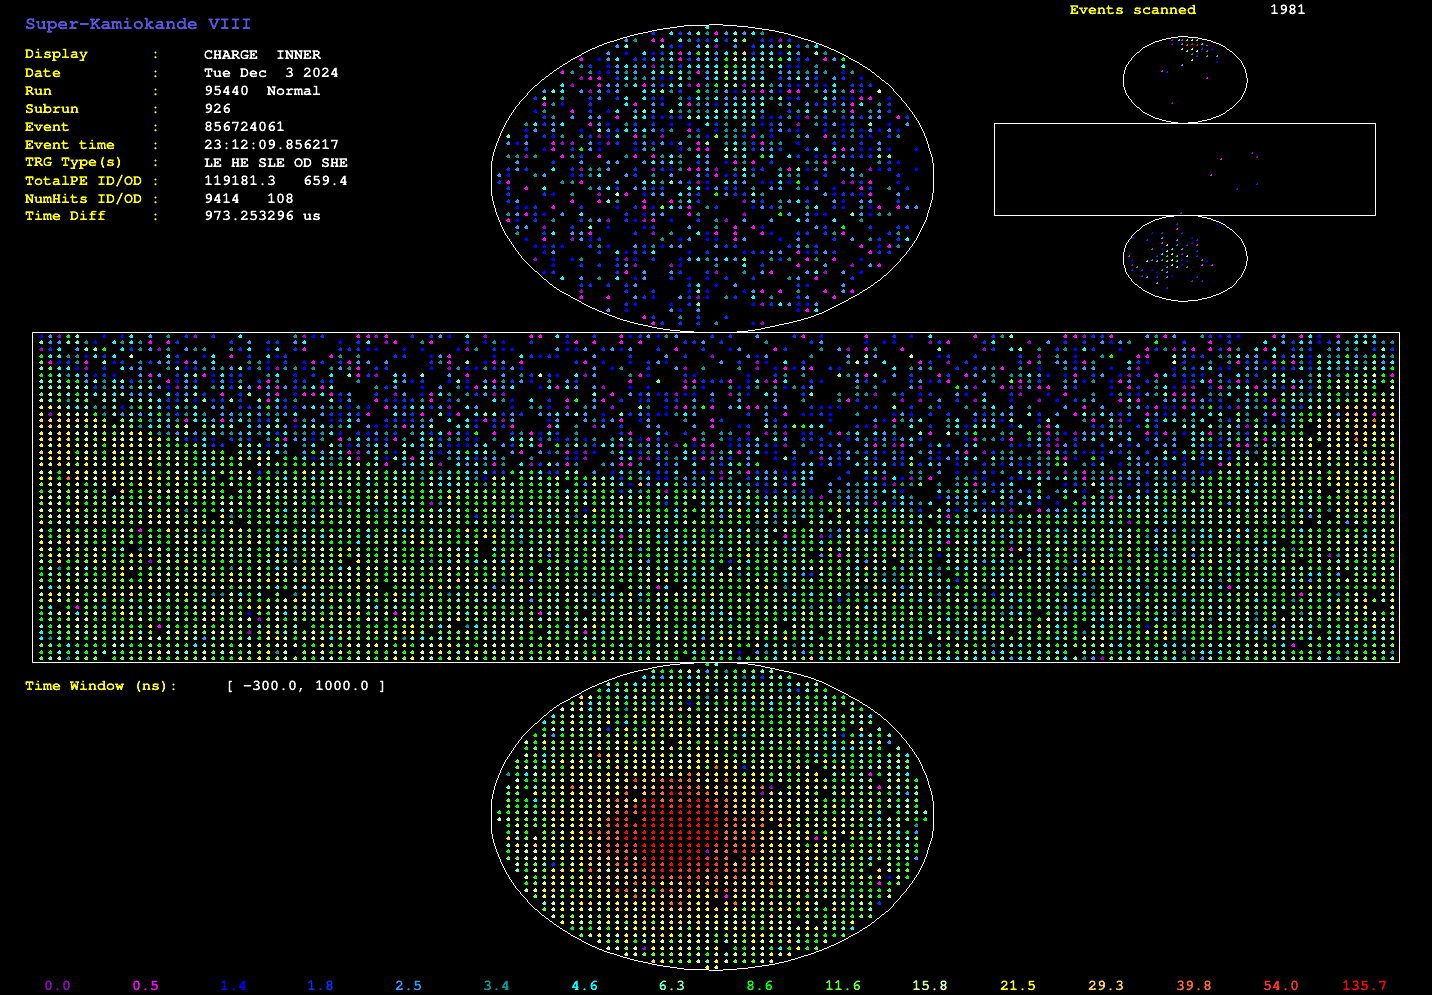 Super-Kamiokande VIII
Display : CHARGE INNER
Date : Tue Dec 3 2024
Run : 95440 Normal
Subrun : 926
Event : 856724061
Event time : 23:12:09.856217
TRG Type(s) : LE HE SLE OD SHE
TotalPE ID/OD : 119181.3 659.4
NumHits ID/OD : 9414 108
Time Diff : 973.253296 us
Events scanned 1981
Time Window (ns): [ -300.0, 1000.0 ]
0.0 0.5 1.4 1.8 2.5 3.4 4.6 6.3 8.6 11.6 15.8 21.5 29.3 39.8 54.0 135.7